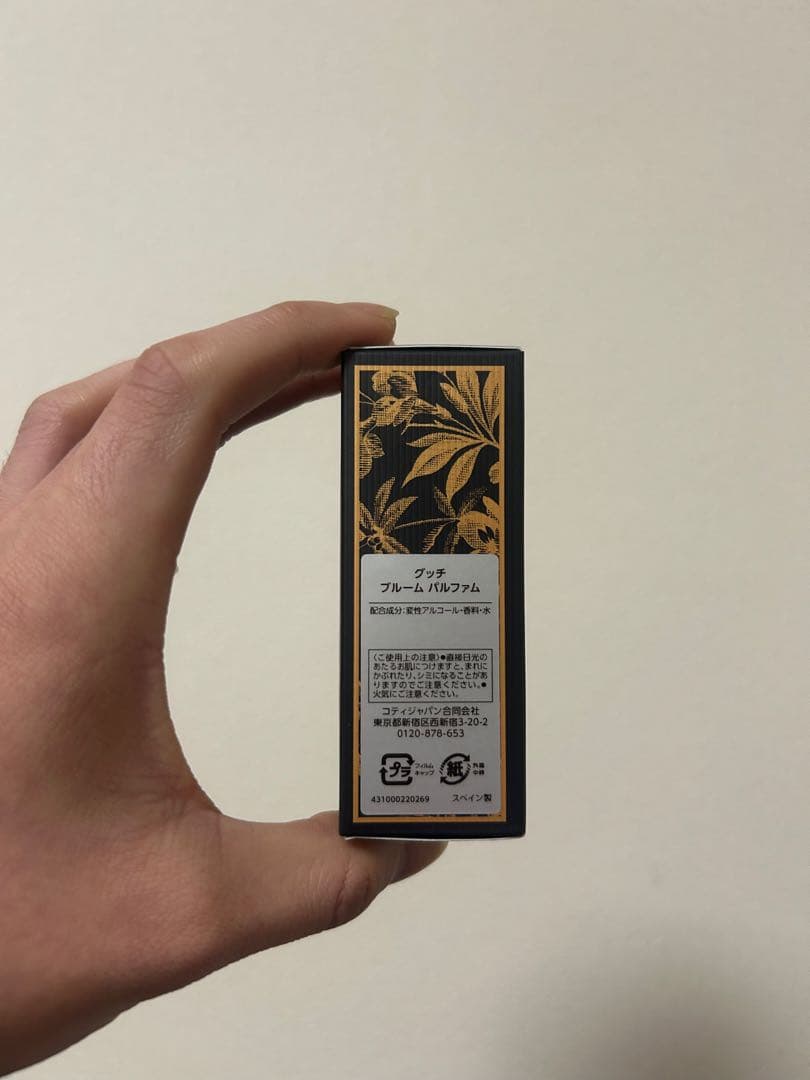 グッチ
ブルーム パルファム
配合成分:変性アルコール・香料・水
〈ご使用上の注意〉●直接日光の
あたるお肌につけますと、まれに
かぶれたり、シミになることがあ
りますのでご注意ください。●
火気にご注意ください。
コティジャパン合同会社
東京都新宿区西新宿3-20-2
0120-878-653
プラ フィルム キャップ 紙 外箱 中枠
431000220269 スペイン製